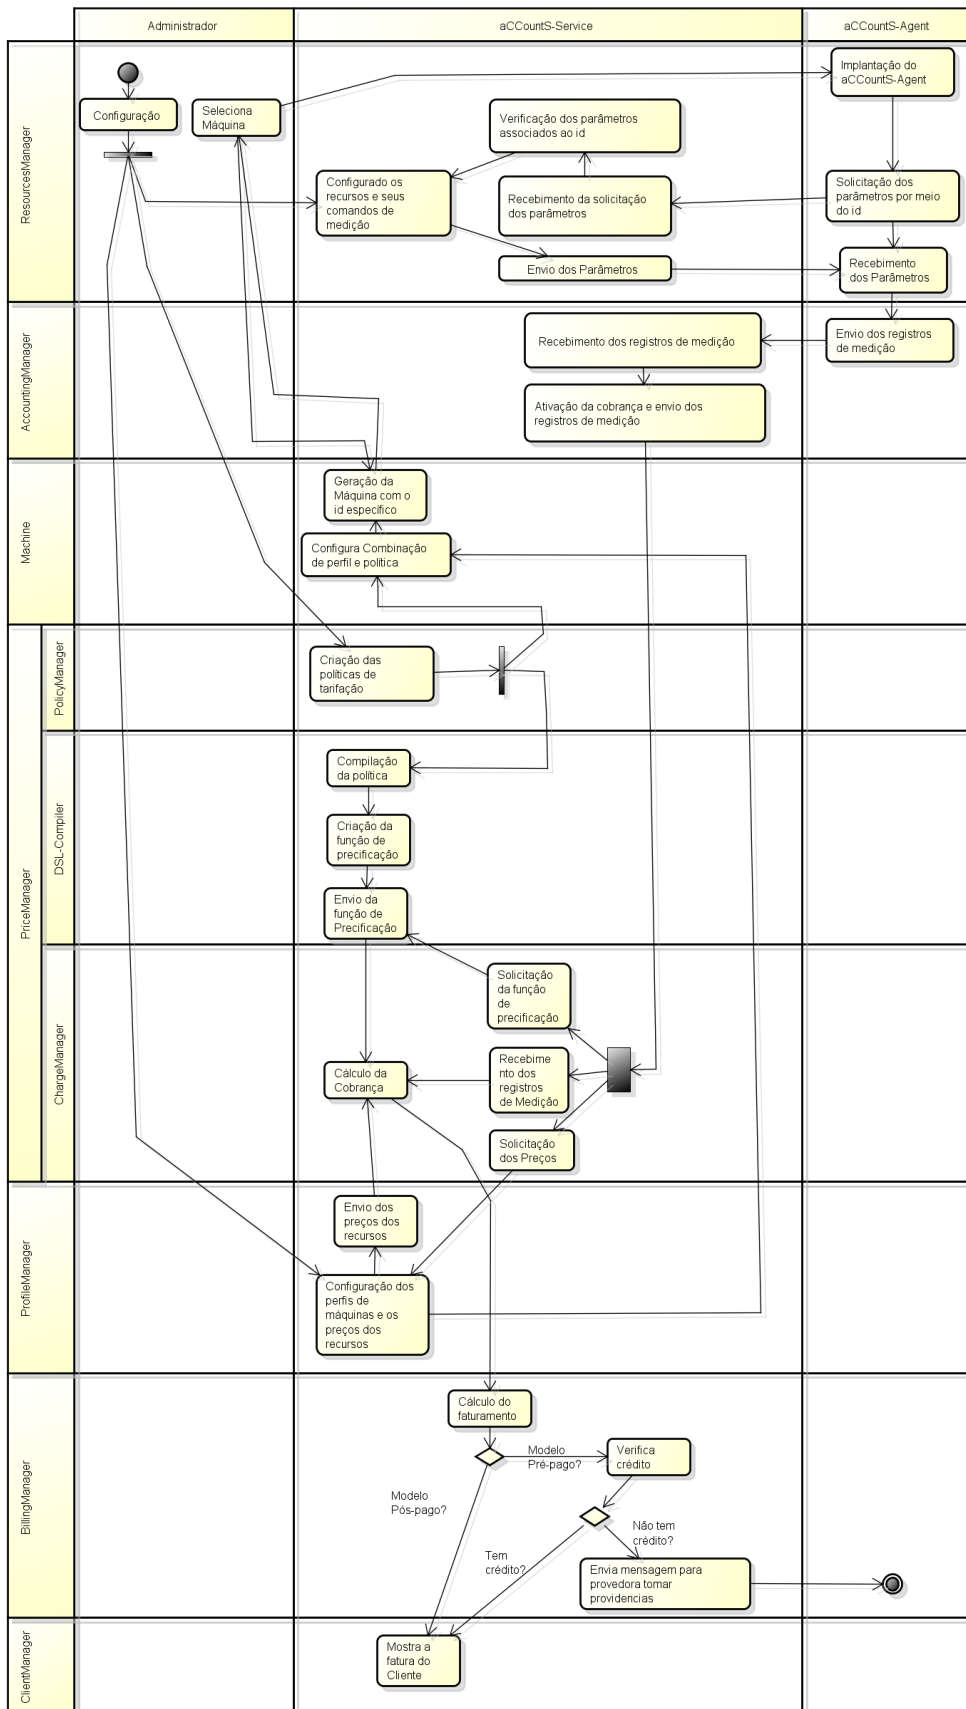 Administrador
aCCountS-Service
aCCountS-Agent
ResourcesManager
Configuração
Seleciona
Máquina
Verificação dos parâmetros
associados ao id
Implantação do
aCCountS-Agent
Configurado os
recursos e seus
comandos de
medição
Recebimento da solicitação
dos parâmetros
Solicitação dos
parâmetros por meio
do id
Envio dos Parâmetros
Recebimento
dos Parâmetros
AccountingManager
Recebimento dos registros de medição
Envio dos registros
de medição
Ativação da cobrança e envio dos
registros de medição
Machine
Geração da
Máquina com o
id específico
Configura Combinação
de perfil e política
PriceManager
PolicyManager
Criação das
políticas de
tarifação
DSL-Compiler
Compilação
da política
Criação da
função de
precificação
Envio da
função de
Precificação
ChargeManager
Solicitação
da função
de
precificação
Cálculo da
Cobrança
Recebime
nto dos
registros
de Medição
Solicitação
dos Preços
ProfileManager
Envio dos
preços dos
recursos
Configuração dos
perfis de
máquinas e os
preços dos
recursos
BillingManager
Cálculo do
faturamento
Modelo
Pré-pago?
Verifica
crédito
Modelo
Pós-pago?
Tem
crédito?
Não tem
crédito?
Envia mensagem para
provedora tomar
providencias
ClientManager
Mostra a
fatura do
Cliente